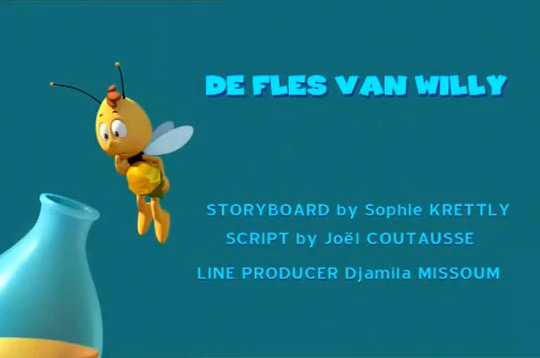 DE FLES VAN WILLY
STORYBOARD by Sophie KRETTLY
SCRIPT by Joël COUTAUSSE
LINE PRODUCER Djamila MISSOUM